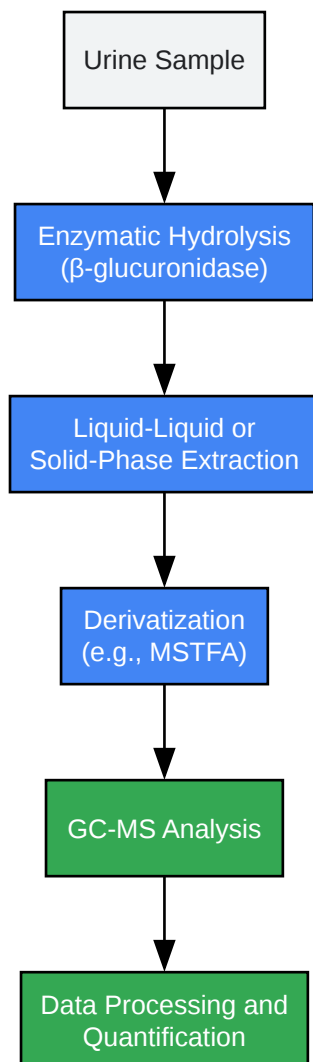 Urine Sample
Enzymatic Hydrolysis
(β-glucuronidase)
Liquid-Liquid or
Solid-Phase Extraction
Derivatization
(e.g., MSTFA)
GC-MS Analysis
Data Processing and
Quantification